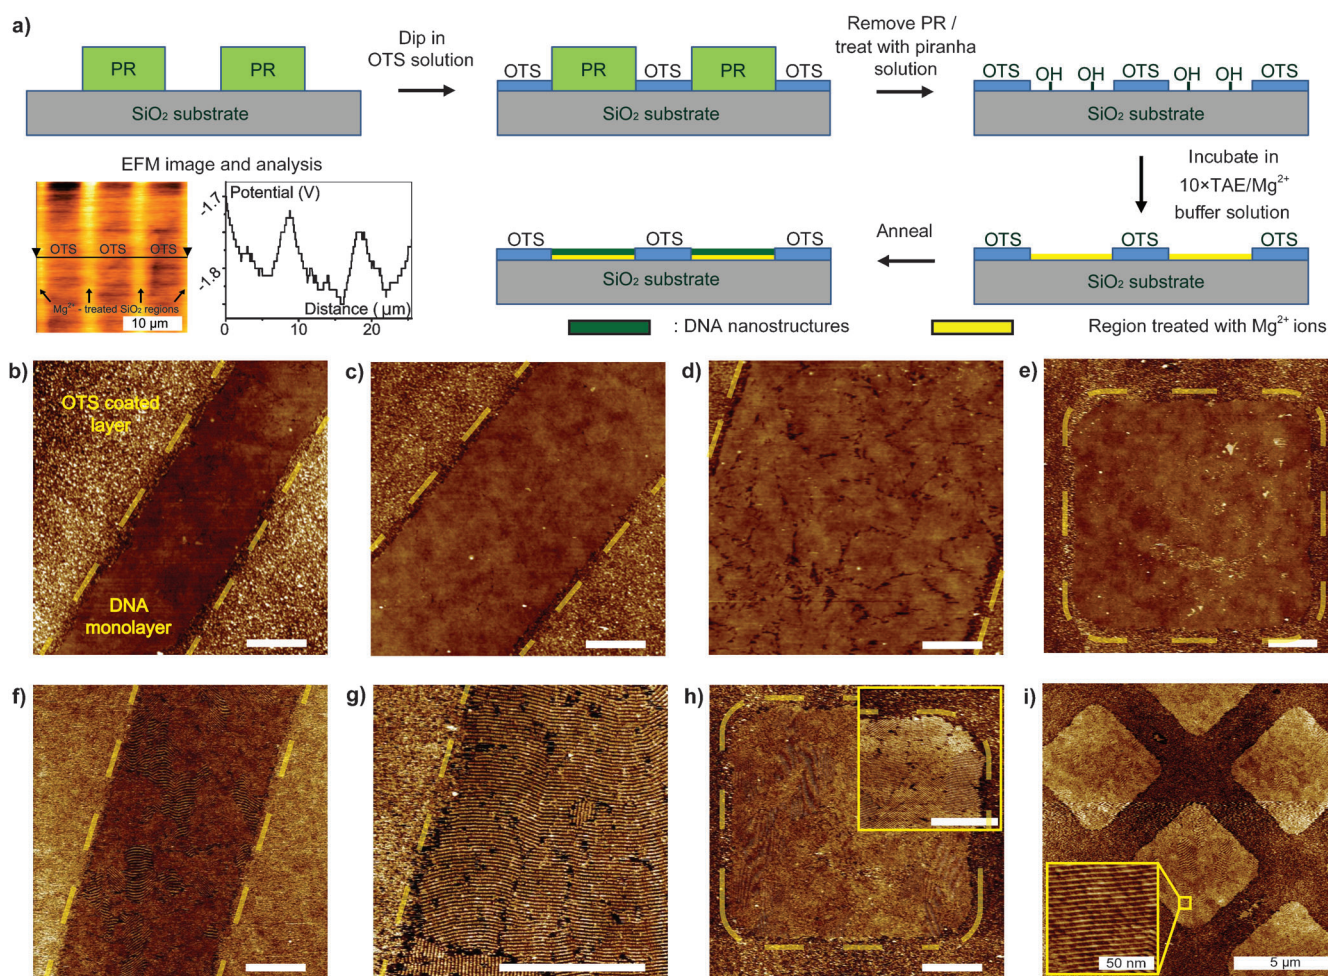 a)
PR
PR
SiO₂ substrate
Dip in
OTS solution
OTS
PR
OTS
PR
OTS
SiO₂ substrate
Remove PR /
treat with piranha
solution
OTS
OH
OH
OTS
OH
OH
OTS
SiO₂ substrate
Incubate in
10×TAE/Mg²⁺
buffer solution
EFM image and analysis
OTS
OTS
OTS
Mg²⁺ - treated SiO₂ regions
10 μm
Potential (V)
-1.7
-1.8
Distance ( μm)
0
10
20
OTS
OTS
OTS
SiO₂ substrate
Anneal
OTS
OTS
OTS
SiO₂ substrate
: DNA nanostructures
Region treated with Mg²⁺ ions
b)
OTS coated
layer
DNA
monolayer
c)
d)
e)
f)
g)
h)
i)
50 nm
5 μm